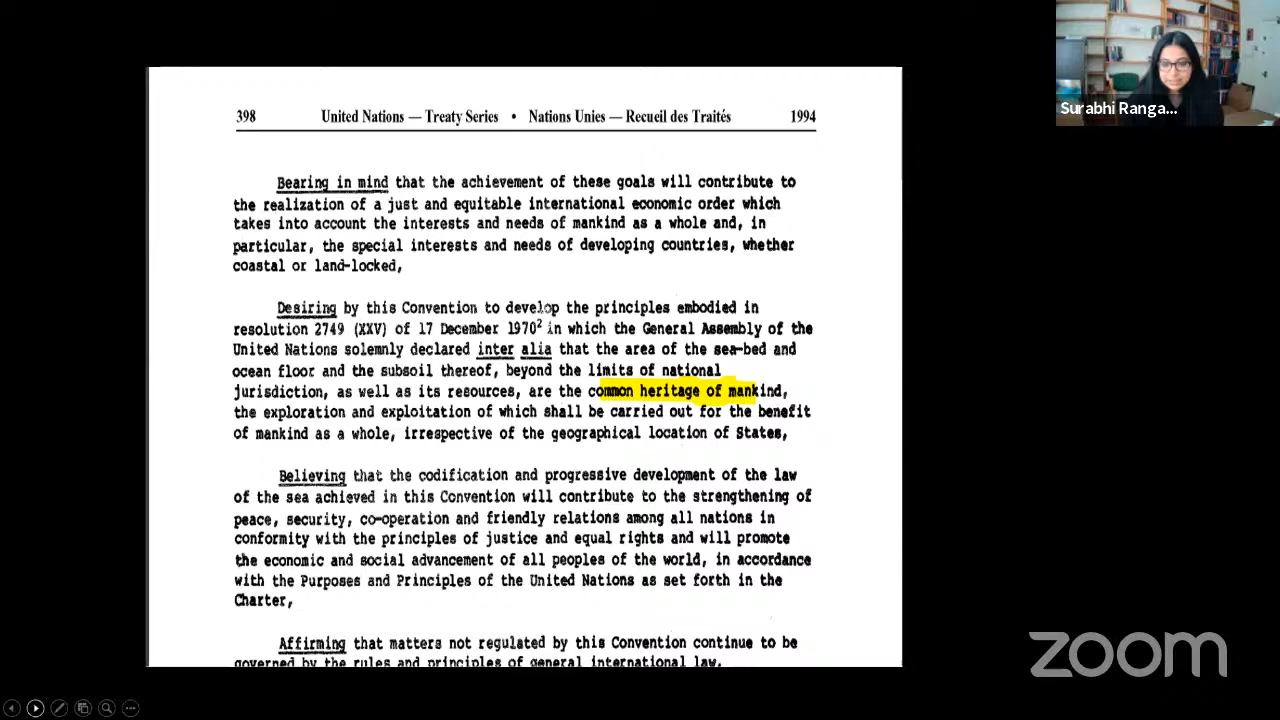 398 United Nations — Treaty Series • Nations Unies — Recueil des Traités 1994
Bearing in mind that the achievement of these goals will contribute to
the realization of a just and equitable international economic order which
takes into account the interests and needs of mankind as a whole and, in
particular, the special interests and needs of developing countries, whether
coastal or land-locked,
Desiring by this Convention to develop the principles embodied in
resolution 2749 (XXV) of 17 December 1970² in which the General Assembly of the
United Nations solemnly declared inter alia that the area of the sea-bed and
ocean floor and the subsoil thereof, beyond the limits of national
jurisdiction, as well as its resources, are the common heritage of mankind,
the exploration and exploitation of which shall be carried out for the benefit
of mankind as a whole, irrespective of the geographical location of States,
Believing that the codification and progressive development of the law
of the sea achieved in this Convention will contribute to the strengthening of
peace, security, co-operation and friendly relations among all nations in
conformity with the principles of justice and equal rights and will promote
the economic and social advancement of all peoples of the world, in accordance
with the Purposes and Principles of the United Nations as set forth in the
Charter,
Affirming that matters not regulated by this Convention continue to be
governed by the rules and principles of general international law,
Surabhi Ranga...
zoom